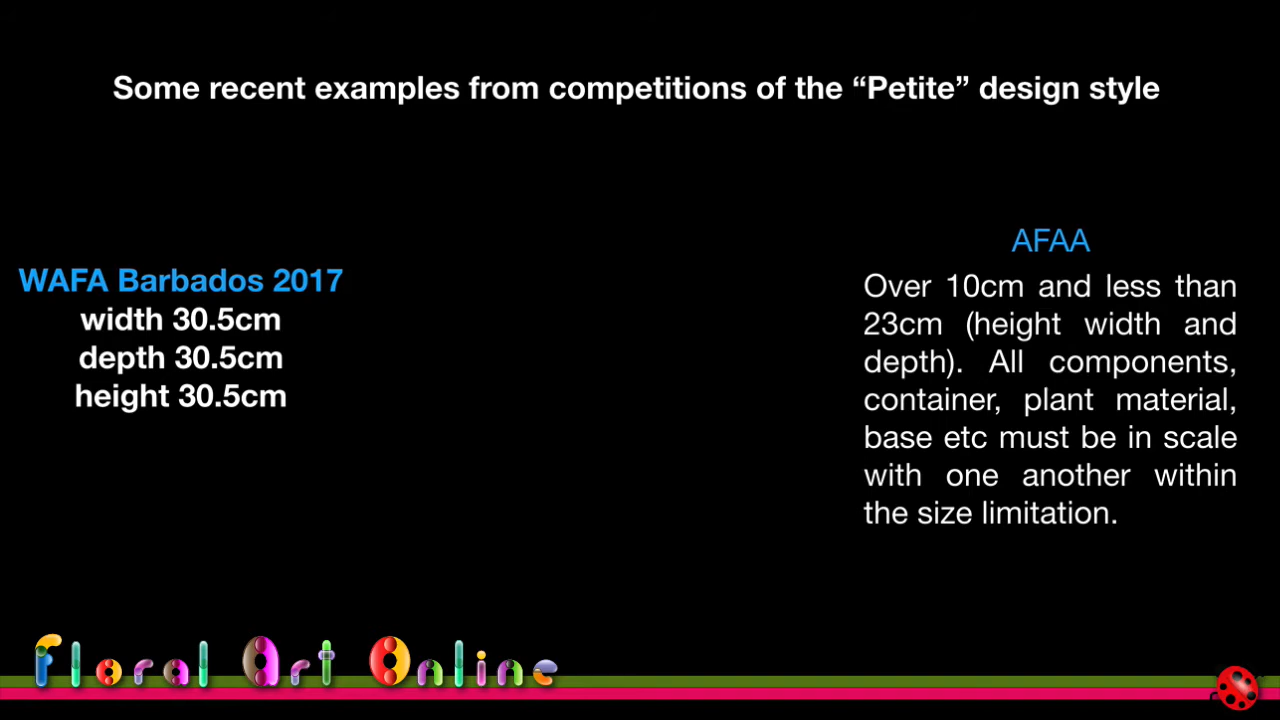 Some recent examples from competitions of the “Petite” design style
WAFA Barbados 2017
width 30.5cm
depth 30.5cm
height 30.5cm
AFAA
Over 10cm and less than
23cm (height width and
depth). All components,
container, plant material,
base etc must be in scale
with one another within
the size limitation.
Floral Art Online